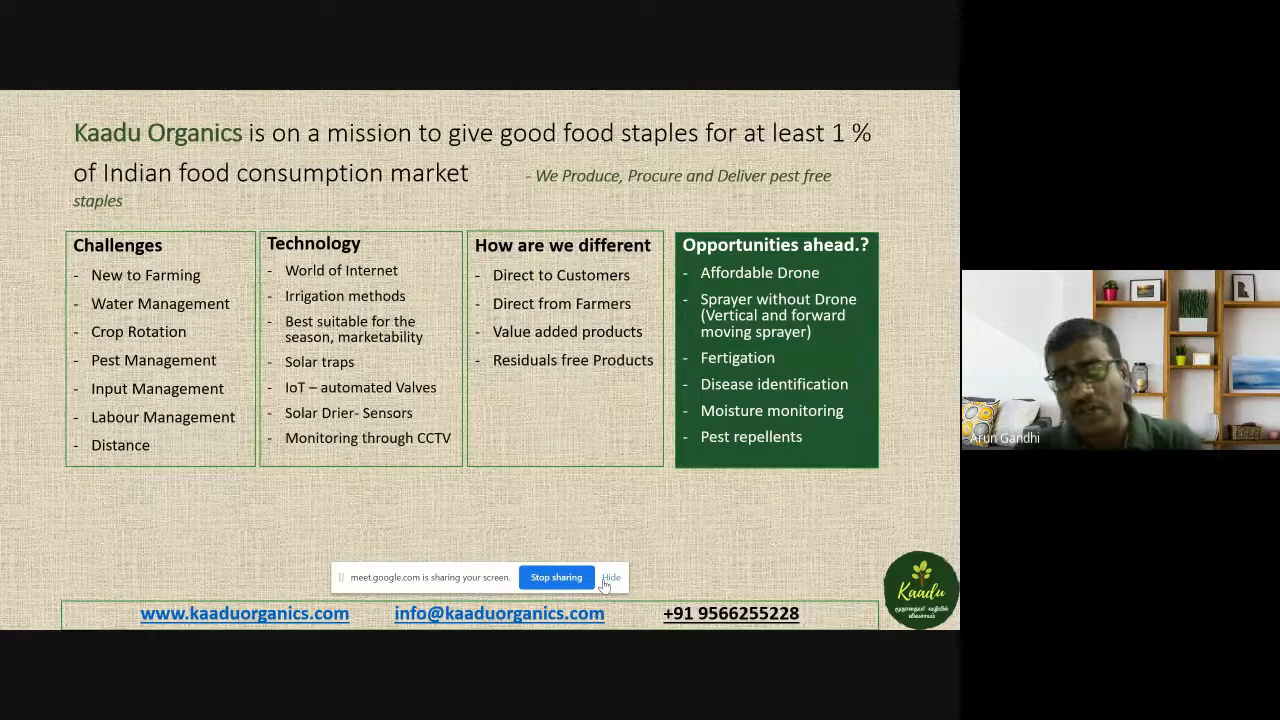 Kaadu Organics is on a mission to give good food staples for at least 1 %
of Indian food consumption market - We Produce, Procure and Deliver pest free
staples
Challenges
- New to Farming
- Water Management
- Crop Rotation
- Pest Management
- Input Management
- Labour Management
- Distance
Technology
- World of Internet
- Irrigation methods
- Best suitable for the
season, marketability
- Solar traps
- IoT – automated Valves
- Solar Drier- Sensors
- Monitoring through CCTV
How are we different
- Direct to Customers
- Direct from Farmers
- Value added products
- Residuals free Products
Opportunities ahead.?
- Affordable Drone
- Sprayer without Drone
(Vertical and forward
moving sprayer)
- Fertigation
- Disease identification
- Moisture monitoring
- Pest repellents
Arun Gandhi
meet.google.com is sharing your screen. Stop sharing Hide
www.kaaduorganics.com info@kaaduorganics.com +91 9566255228
Kaadu
மூதாதையர் வழியில்
விவசாயம்